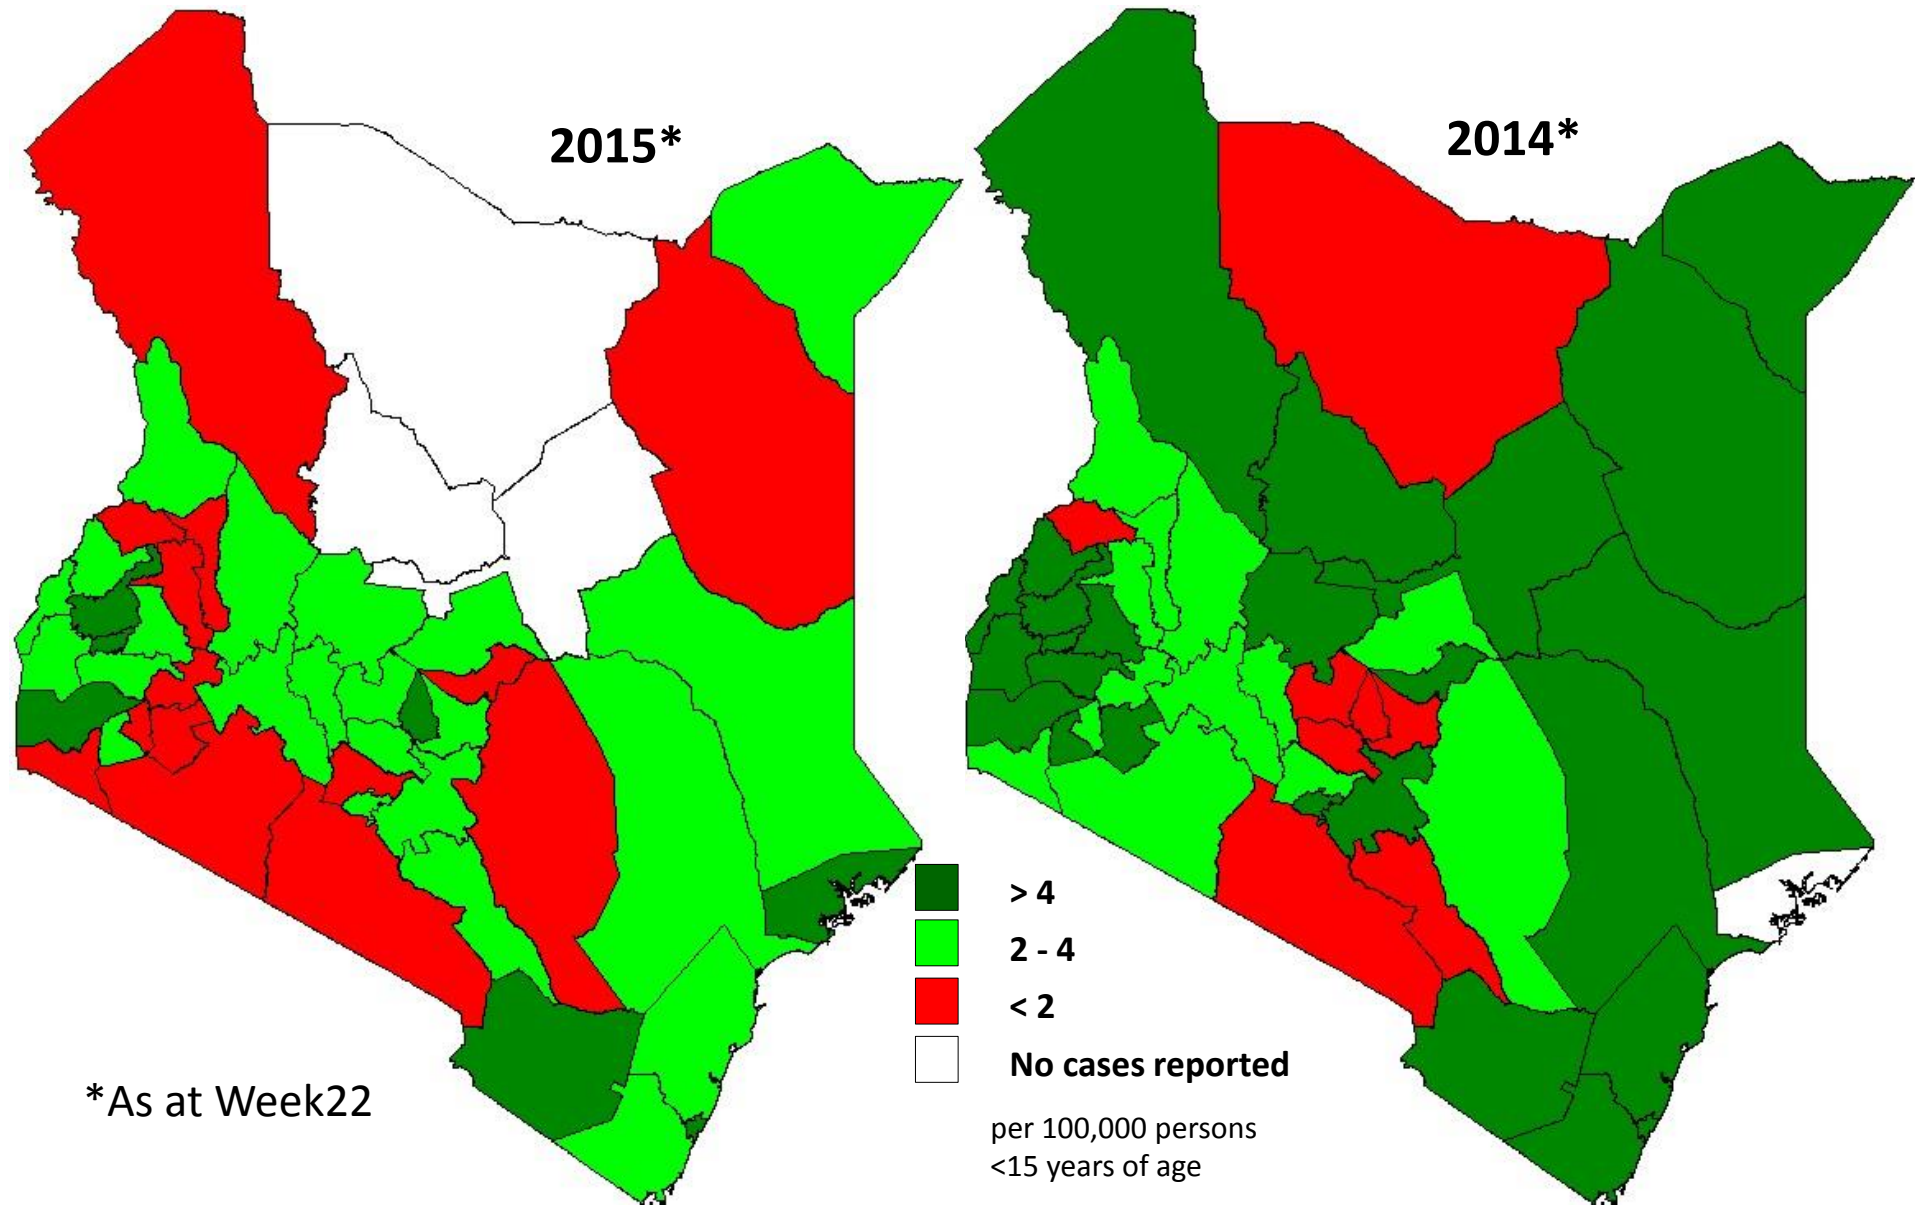 2015*
2014*
> 4
2 - 4
< 2
No cases reported
per 100,000 persons
<15 years of age
*As at Week22